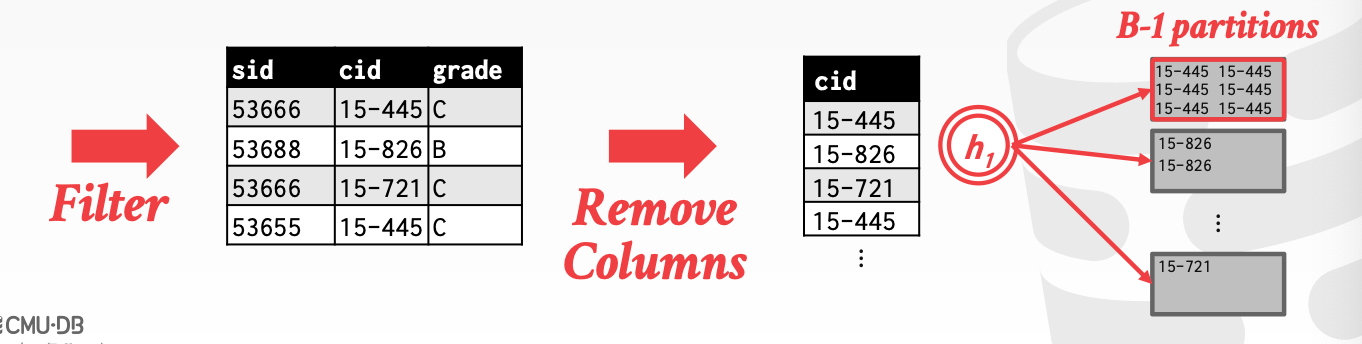 B-1 partitions
Filter
sid cid grade
53666 15-445 C
53688 15-826 B
53666 15-721 C
53655 15-445 C
Remove
Columns
cid
15-445
15-826
15-721
15-445
⋮
h1
15-445 15-445
15-445 15-445
15-445 15-445
15-826
15-826
⋮
15-721
CMU·DB